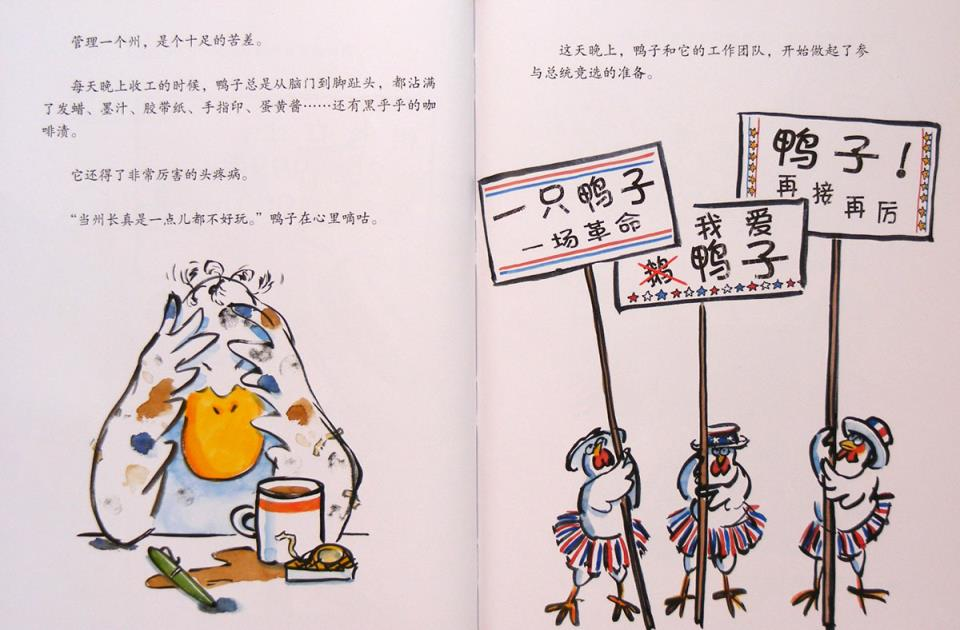 管理一个州，是个十足的苦差。
每天晚上收工的时候，鸭子总是从脑门到脚趾头，都沾满
了发蜡、墨汁、胶带纸、手指印、蛋黄酱……还有黑乎乎的咖
啡渍。
它还得了非常厉害的头疼病。
“当州长真是一点儿都不好玩。”鸭子在心里嘀咕。
这天晚上，鸭子和它的工作团队，开始做起了参
与总统竞选的准备。
一只鸭子
一场革命
我爱
鹅鸭子
鸭子！
再接再厉